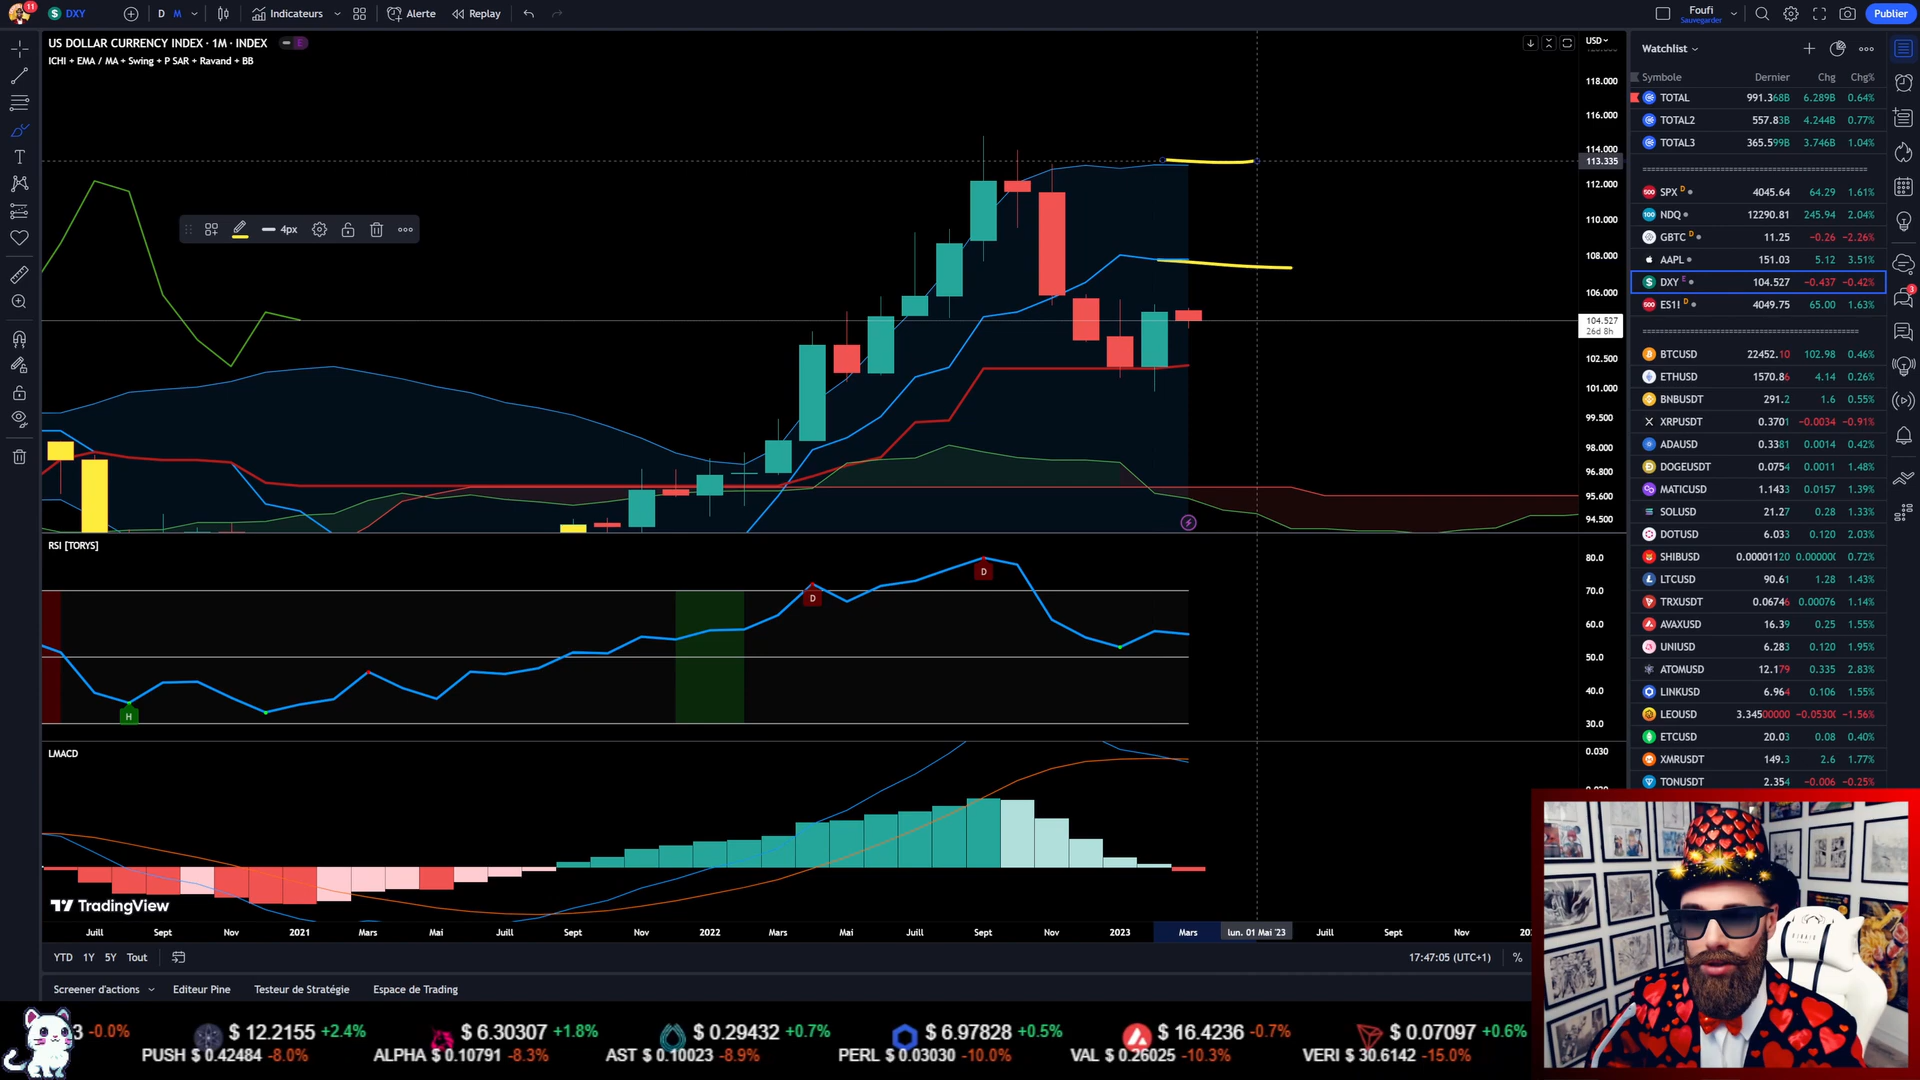 11 DXY D M Indicateurs Alerte Replay Foufi Sauvegarder Publier
US DOLLAR CURRENCY INDEX · 1M · INDEX E
ICHI + EMA / MA + Swing + P SAR + Ravand + BB
4px
USD
118.000
116.000
114.000
113.335
112.000
110.000
108.000
106.000
104.527
26d 8h
102.500
101.000
99.500
98.000
96.800
95.600
94.500
RSI [TORYS]
D
D
H
80.0
70.0
60.0
50.0
40.0
30.0
LMACD
0.030
TradingView
Juill Sept Nov 2021 Mars Mai Juill Sept Nov 2022 Mars Mai Juill Sept Nov 2023 Mars lun. 01 Mai '23 Juill Sept Nov
YTD 1Y 5Y Tout 17:47:05 (UTC+1) %
Screener d'actions Editeur Pine Testeur de Stratégie Espace de Trading
Watchlist
Symbole Dernier Chg Chg%
TOTAL 991.368B 6.289B 0.64%
TOTAL2 557.83B 4.244B 0.77%
TOTAL3 365.599B 3.746B 1.04%
SPX D 4045.64 64.29 1.61%
NDQ 12290.81 245.94 2.04%
GBTC D 11.25 −0.26 −2.26%
AAPL 151.03 5.12 3.51%
DXY E 104.527 −0.437 −0.42%
ES1! D 4049.75 65.00 1.63%
BTCUSD 22452.10 102.98 0.46%
ETHUSD 1570.86 4.14 0.26%
BNBUSDT 291.2 1.6 0.55%
XRPUSDT 0.3701 −0.0034 −0.91%
ADAUSD 0.3381 0.0014 0.42%
DOGEUSDT 0.0754 0.0011 1.48%
MATICUSD 1.1433 0.0157 1.39%
SOLUSD 21.27 0.28 1.33%
DOTUSD 6.033 0.120 2.03%
SHIBUSD 0.00001120 0.000000 0.72%
LTCUSD 90.61 1.28 1.43%
TRXUSDT 0.06746 0.00076 1.14%
AVAXUSD 16.39 0.25 1.55%
UNIUSD 6.283 0.120 1.95%
ATOMUSD 12.179 0.335 2.83%
LINKUSD 6.964 0.106 1.55%
LEOUSD 3.34500000 −0.0530 −1.56%
ETCUSD 20.03 0.08 0.40%
XMRUSDT 149.3 2.6 1.77%
TONUSDT 2.354 −0.006 −0.25%
3
3 -0.0% $ 12.2155 +2.4% $ 6.30307 +1.8% $ 0.29432 +0.7% $ 6.97828 +0.5% $ 16.4236 -0.7% $ 0.07097 +0.6%
PUSH $ 0.42484 -8.0% ALPHA $ 0.10791 -8.3% AST $ 0.10023 -8.9% PERL $ 0.03030 -10.0% VAL $ 0.26025 -10.3% VERI $ 30.6142 -15.0%